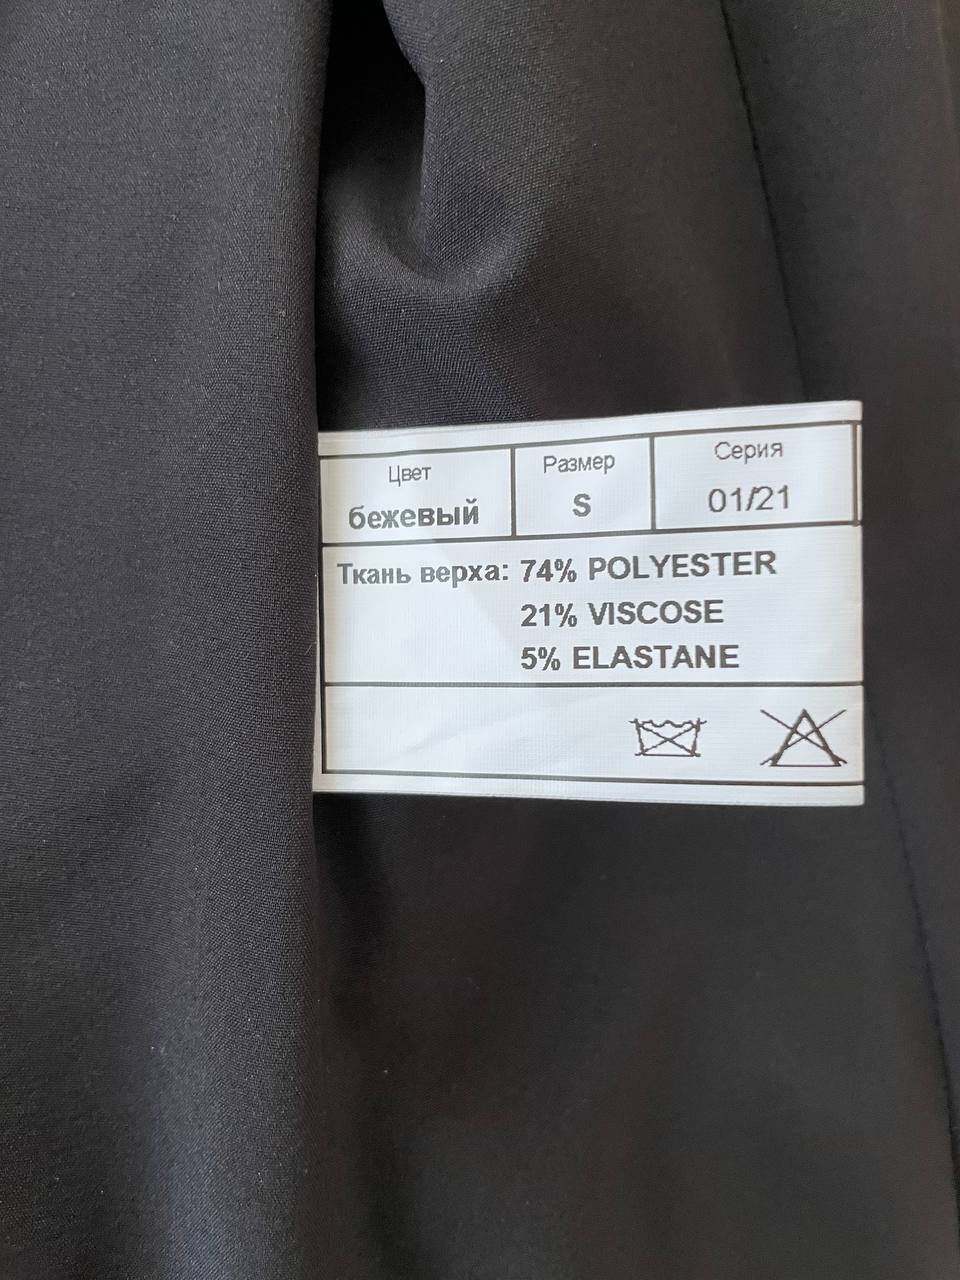 Цвет Размер Серия
бежевый S 01/21
Ткань верха: 74% POLYESTER
21% VISCOSE
5% ELASTANE